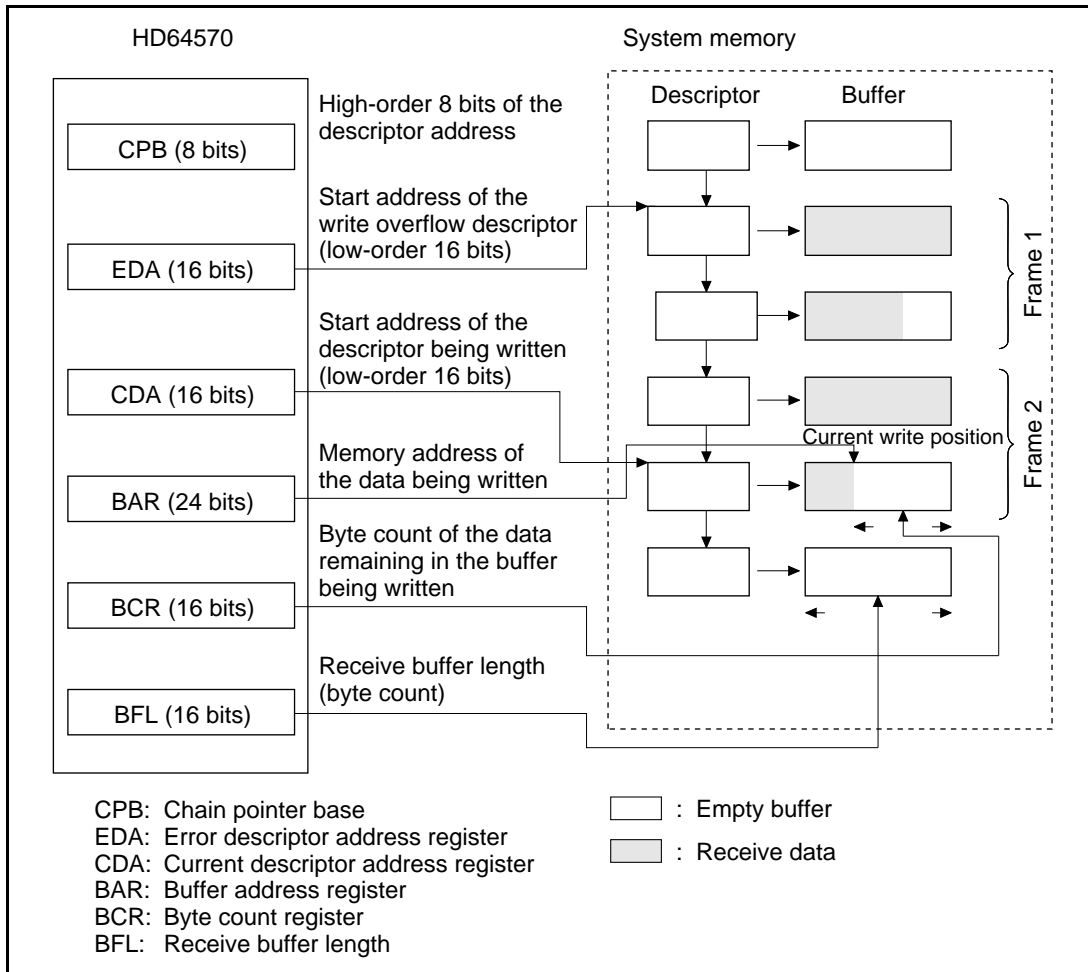 HD64570
System memory
Descriptor
Buffer
High-order 8 bits of the
descriptor address
CPB (8 bits)
Start address of the
write overflow descriptor
(low-order 16 bits)
EDA (16 bits)
Frame 1
Start address of the
descriptor being written
(low-order 16 bits)
CDA (16 bits)
Frame 2
Current write position
Memory address of
the data being written
BAR (24 bits)
Byte count of the data
remaining in the buffer
being written
BCR (16 bits)
Receive buffer length
(byte count)
BFL (16 bits)
CPB: Chain pointer base
EDA: Error descriptor address register
CDA: Current descriptor address register
BAR: Buffer address register
BCR: Byte count register
BFL: Receive buffer length
: Empty buffer
: Receive data